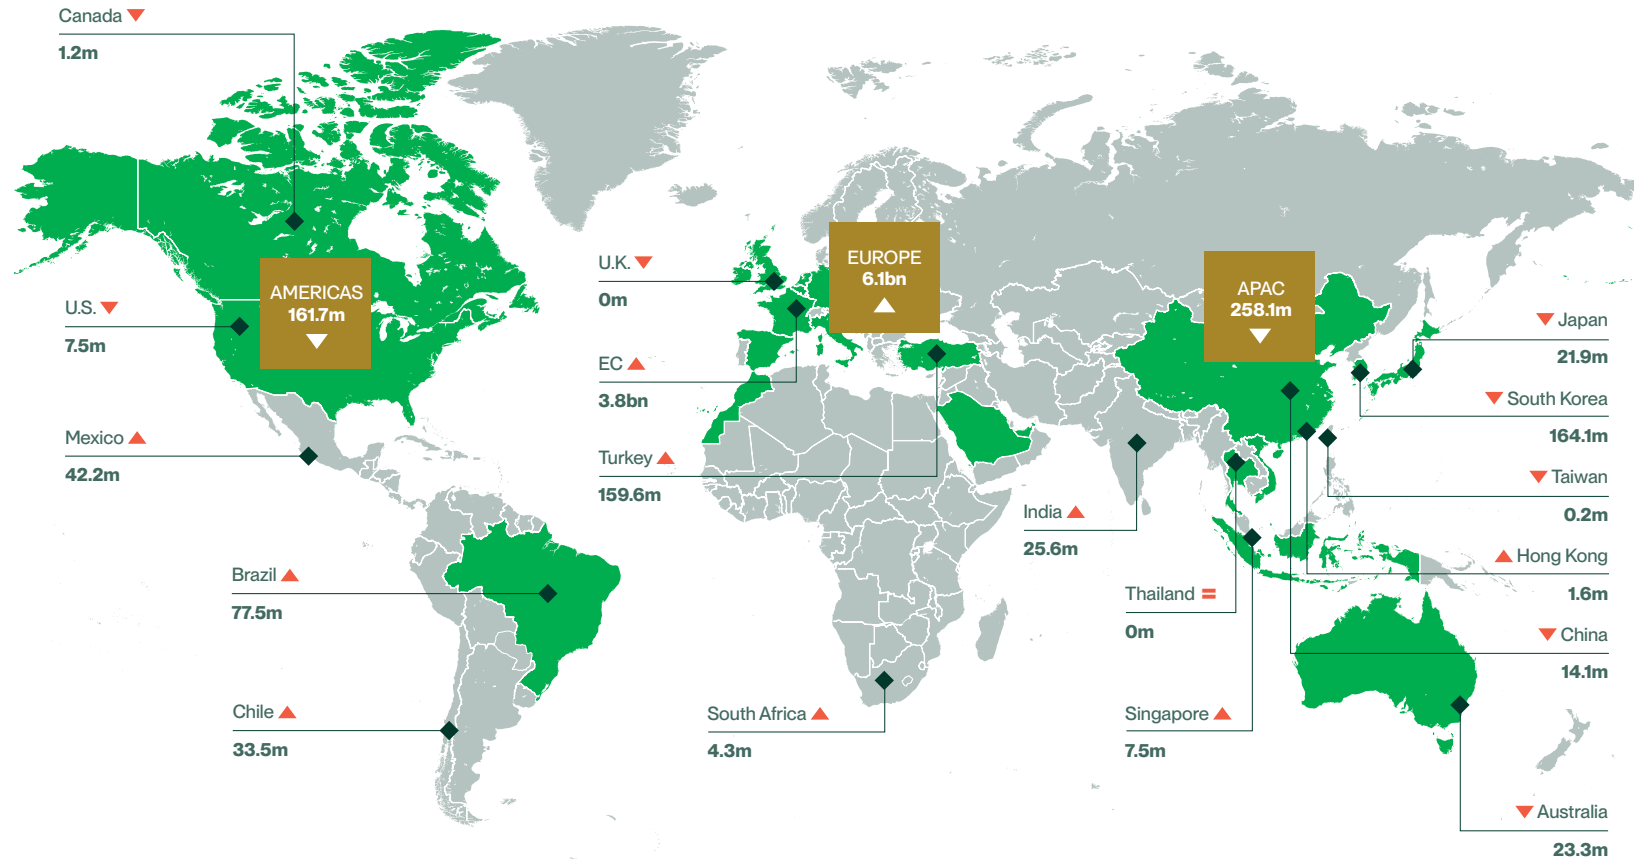 Canada
1.2m
U.S.
7.5m
AMERICAS
161.7m
Mexico
42.2m
Brazil
77.5m
Chile
33.5m
U.K.
0m
EUROPE
6.1bn
EC
3.8bn
Turkey
159.6m
South Africa
4.3m
India
25.6m
Thailand =
0m
Singapore
7.5m
APAC
258.1m
Japan
21.9m
South Korea
164.1m
Taiwan
0.2m
Hong Kong
1.6m
China
14.1m
Australia
23.3m